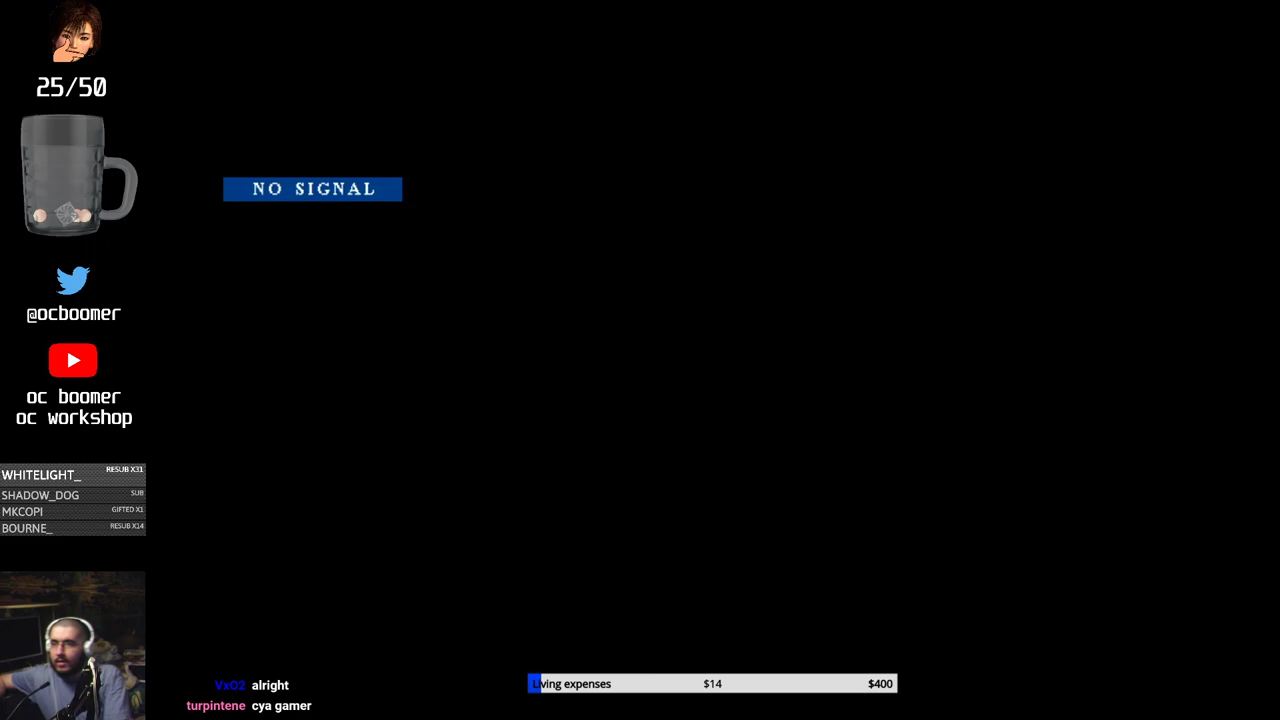 25/50
NO SIGNAL
@ocboomer
oc boomer
oc workshop
WHITELIGHT_ RESUB X31
SHADOW_DOG SUB
MKCOPI GIFTED X1
BOURNE_ RESUB X14
VxO2 alright
turpintene cya gamer
Living expenses $14 $400